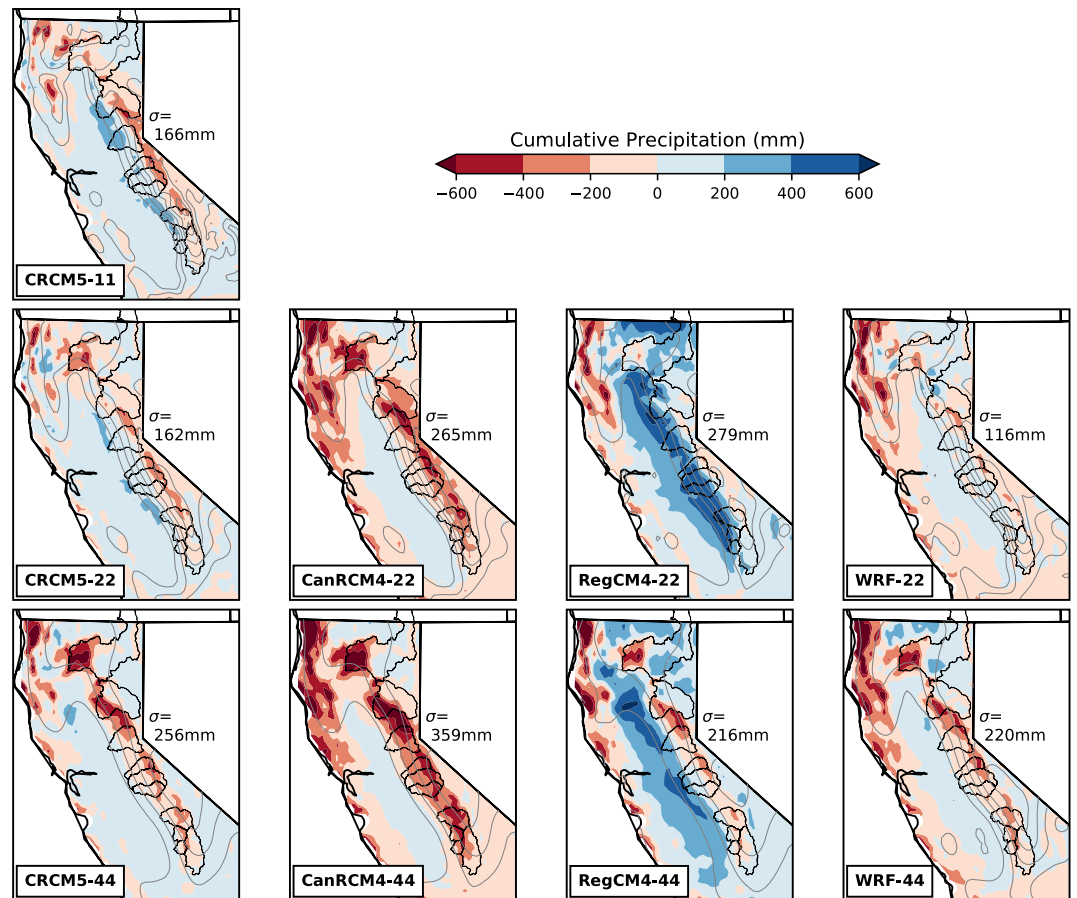 σ=
166mm
Cumulative Precipitation (mm)
−600 −400 −200 0 200 400 600
CRCM5-11
σ=
162mm
σ=
265mm
σ=
279mm
σ=
116mm
CRCM5-22
CanRCM4-22
RegCM4-22
WRF-22
σ=
256mm
σ=
359mm
σ=
216mm
σ=
220mm
CRCM5-44
CanRCM4-44
RegCM4-44
WRF-44